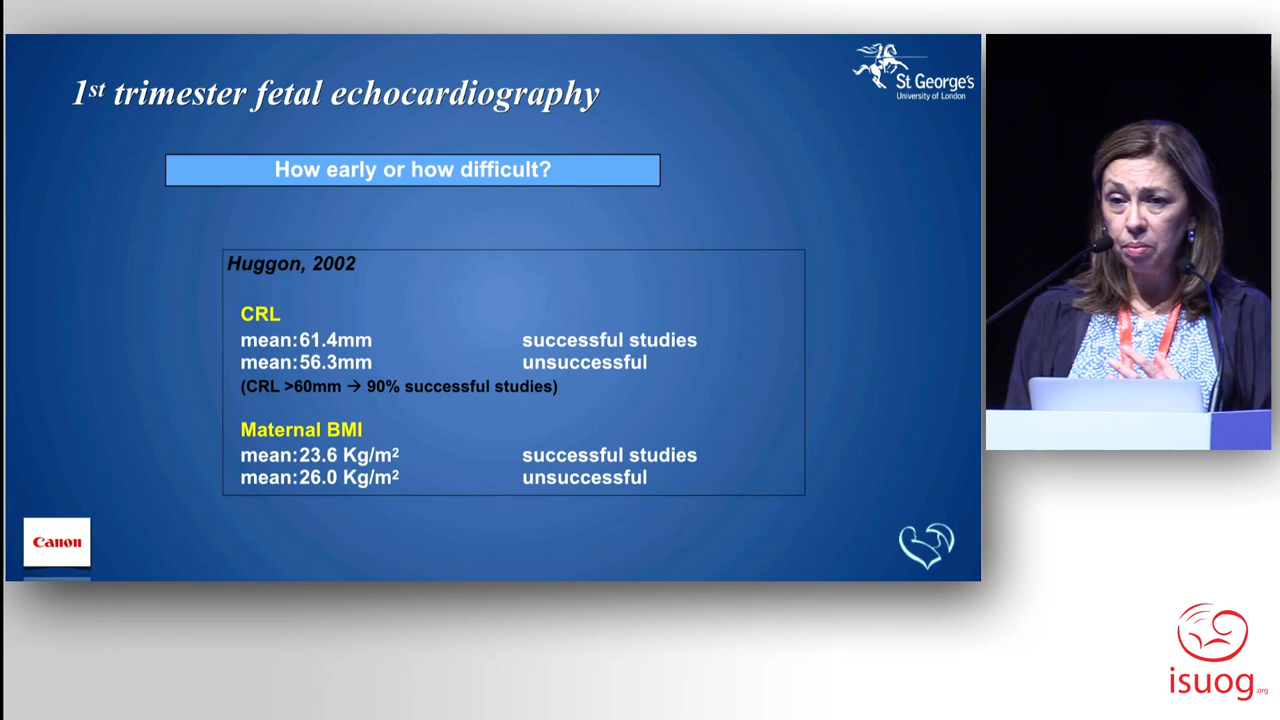 1st trimester fetal echocardiography
St George's
University of London
How early or how difficult?
Huggon, 2002
CRL
mean: 61.4mm successful studies
mean: 56.3mm unsuccessful
(CRL >60mm → 90% successful studies)
Maternal BMI
mean: 23.6 Kg/m² successful studies
mean: 26.0 Kg/m² unsuccessful
Canon
isuog.org